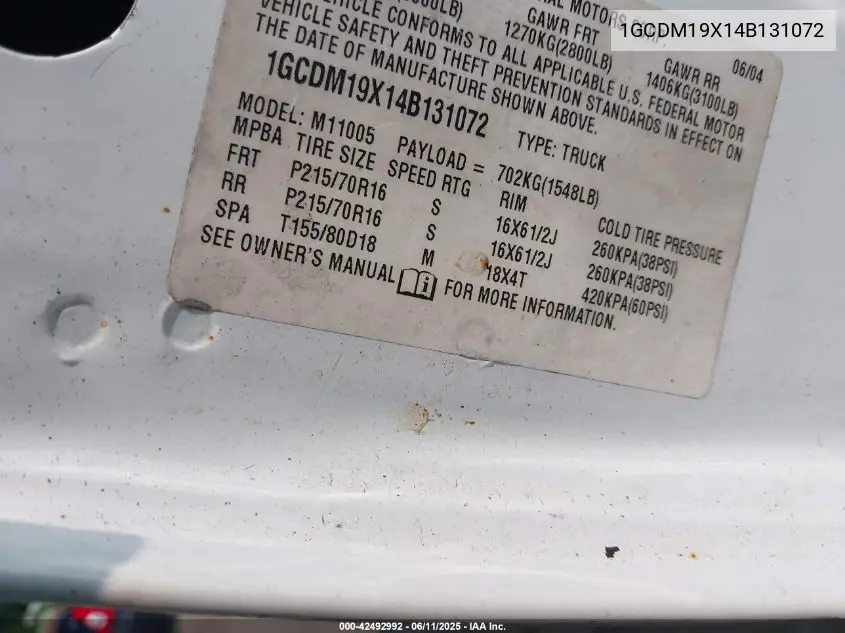 1GCDM19X14B131072
GAWR FRT
GAWR RR
06/04
1270KG(2800LB)
1406KG(3100LB)
VEHICLE CONFORMS TO ALL APPLICABLE U.S. FEDERAL MOTOR
VEHICLE SAFETY AND THEFT PREVENTION STANDARDS IN EFFECT ON
THE DATE OF MANUFACTURE SHOWN ABOVE.
1GCDM19X14B131072
TYPE: TRUCK
MODEL: M11005
PAYLOAD = 702KG(1548LB)
MPBA TIRE SIZE SPEED RTG RIM COLD TIRE PRESSURE
FRT P215/70R16 S 16X61/2J 260KPA(38PSI)
RR P215/70R16 S 16X61/2J 260KPA(38PSI)
SPA T155/80D18 M 18X4T 420KPA(60PSI)
SEE OWNER'S MANUAL i FOR MORE INFORMATION.
000-42492992 - 06/11/2025 - IAA Inc.